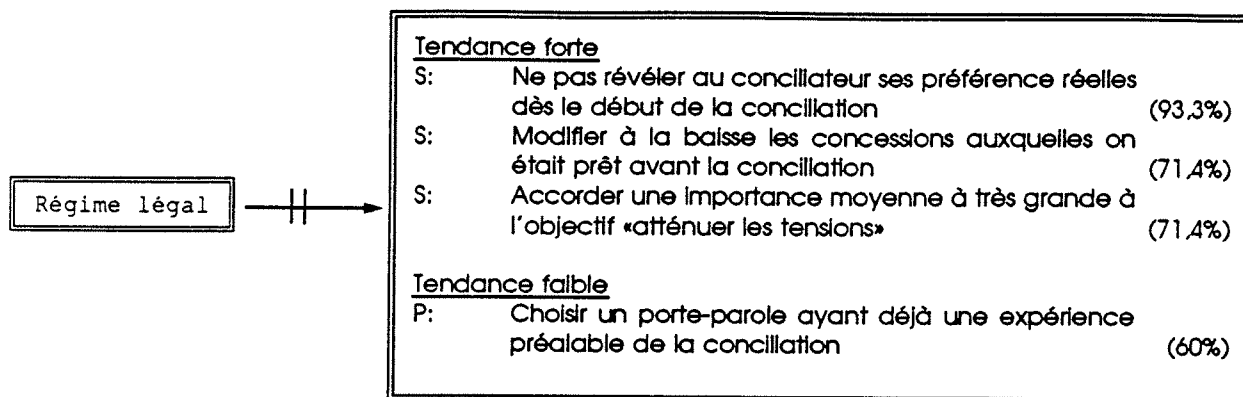 Tendance forte
S: Ne pas révéler au conciliateur ses préférence réelles
dès le début de la conciliation (93,3%)
S: Modifier à la baisse les concessions auxquelles on
était prêt avant la conciliation (71,4%)
S: Accorder une importance moyenne à très grande à
l'objectif «atténuer les tensions» (71,4%)
Régime légal
Tendance faible
P: Choisir un porte-parole ayant déjà une expérience
préalable de la conciliation (60%)